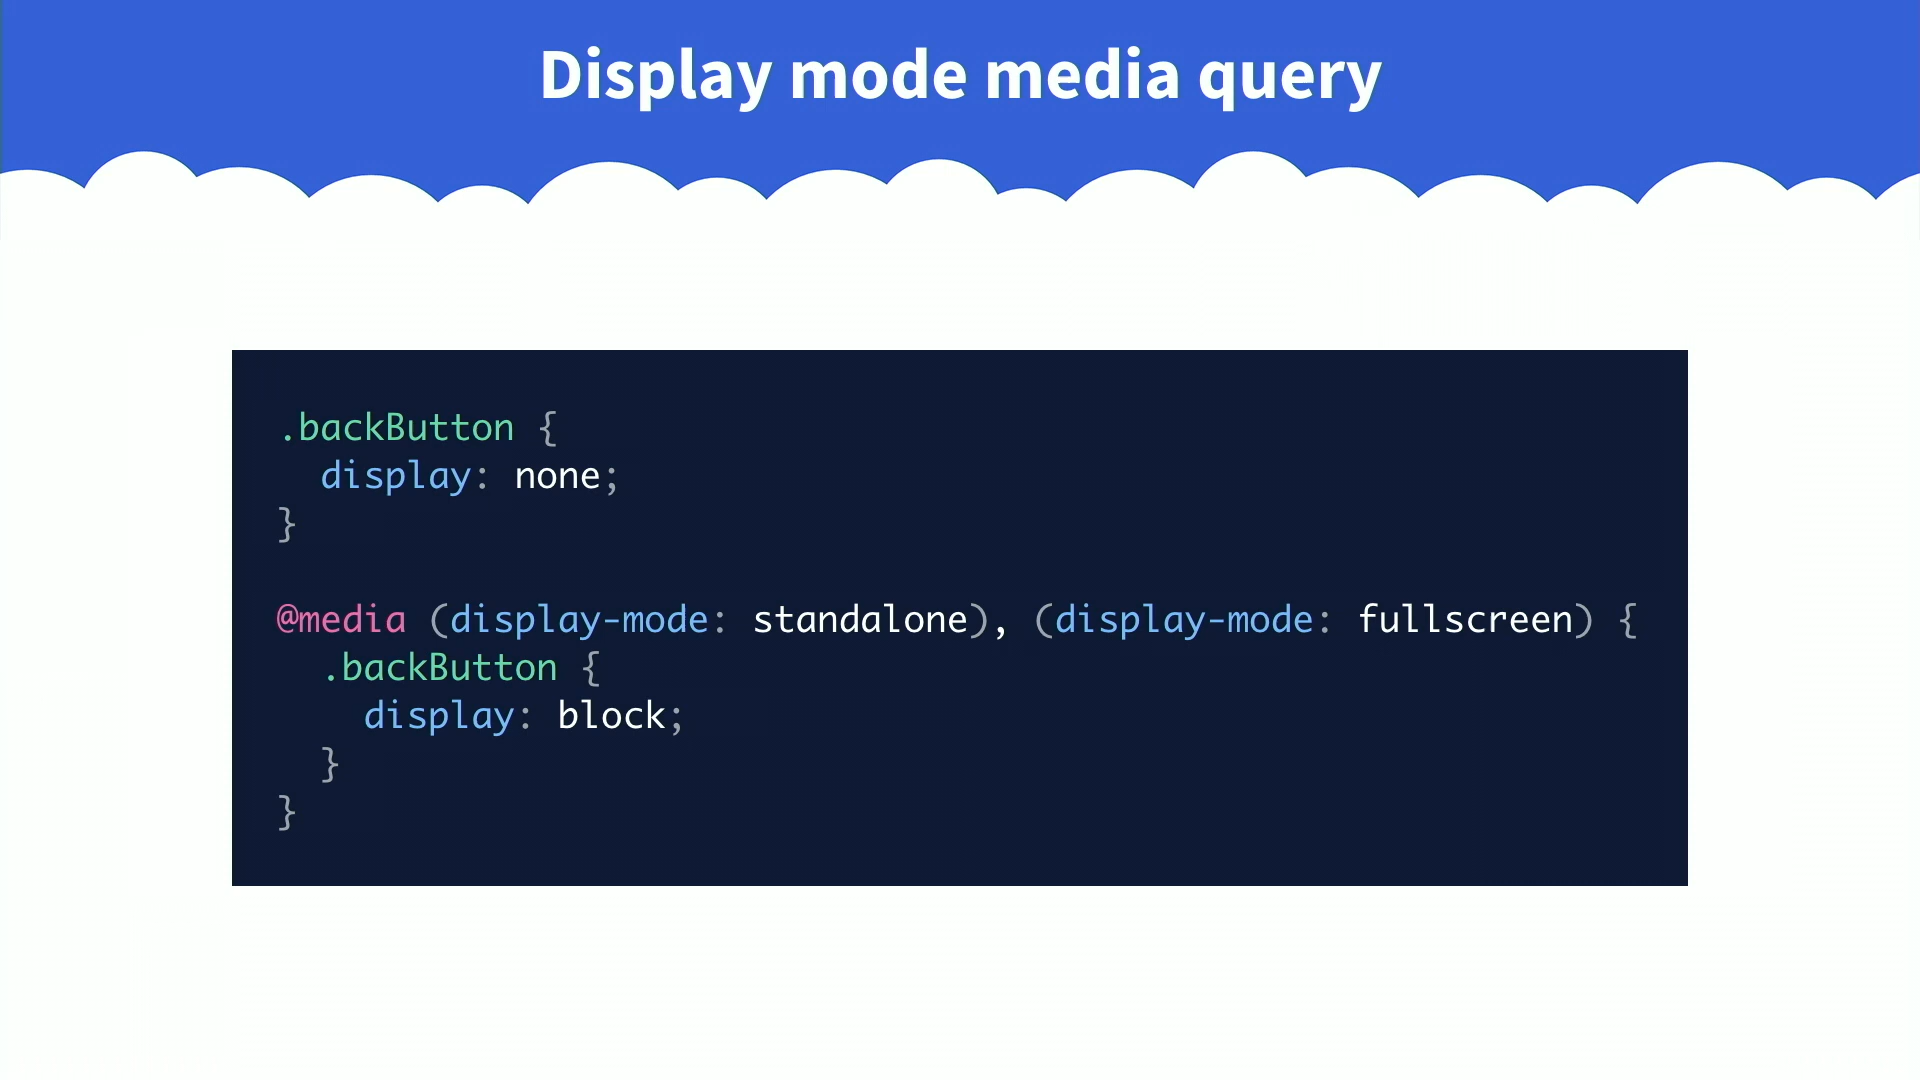 Display mode media query
.backButton {
  display: none;
}
@media (display-mode: standalone), (display-mode: fullscreen) {
  .backButton {
    display: block;
  }
}